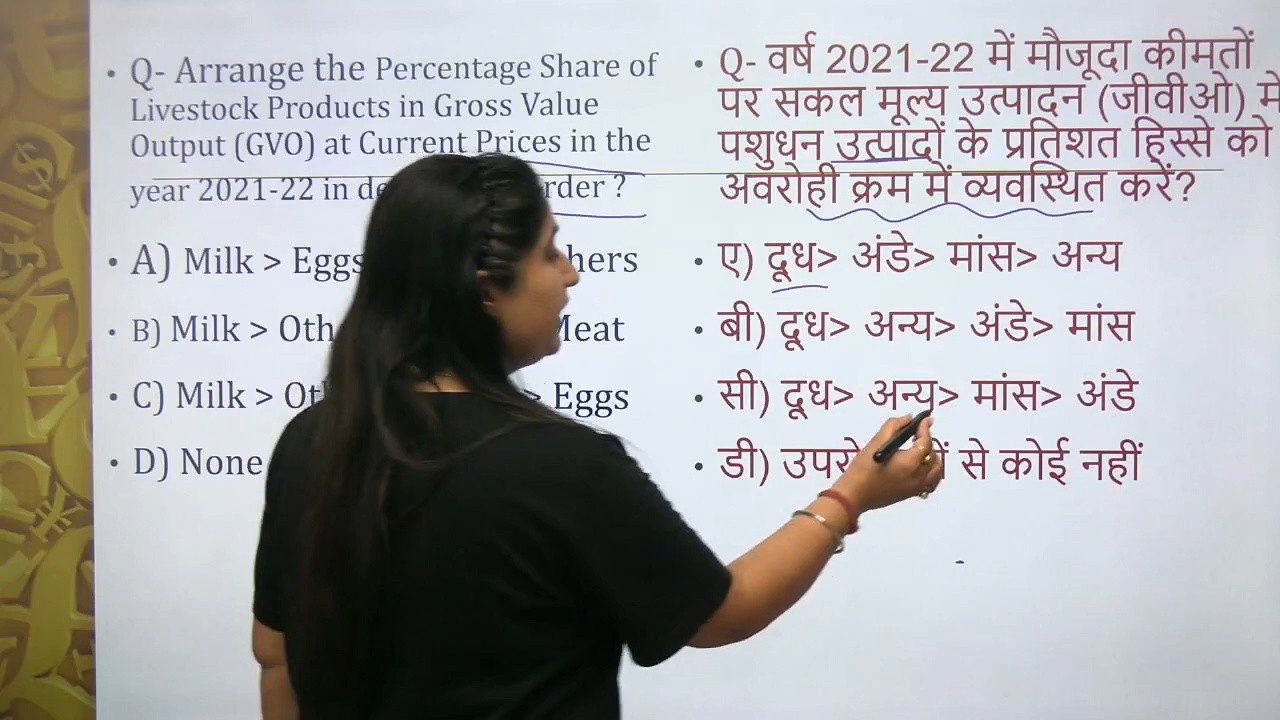 Q- Arrange the Percentage Share of
Livestock Products in Gross Value
Output (GVO) at Current Prices in the
year 2021-22 in de rder ?
A) Milk > Eggs hers
B) Milk > Oth Meat
C) Milk > Ot > Eggs
D) None
Q- वर्ष 2021-22 में मौजूदा कीमतों
पर सकल मूल्य उत्पादन (जीवीओ) में
पशुधन उत्पादों के प्रतिशत हिस्से को
अवरोही क्रम में व्यवस्थित करें?
ए) दूध> अंडे> मांस> अन्य
बी) दूध> अन्य> अंडे> मांस
सी) दूध> अन्य> मांस> अंडे
डी) से कोई नहीं